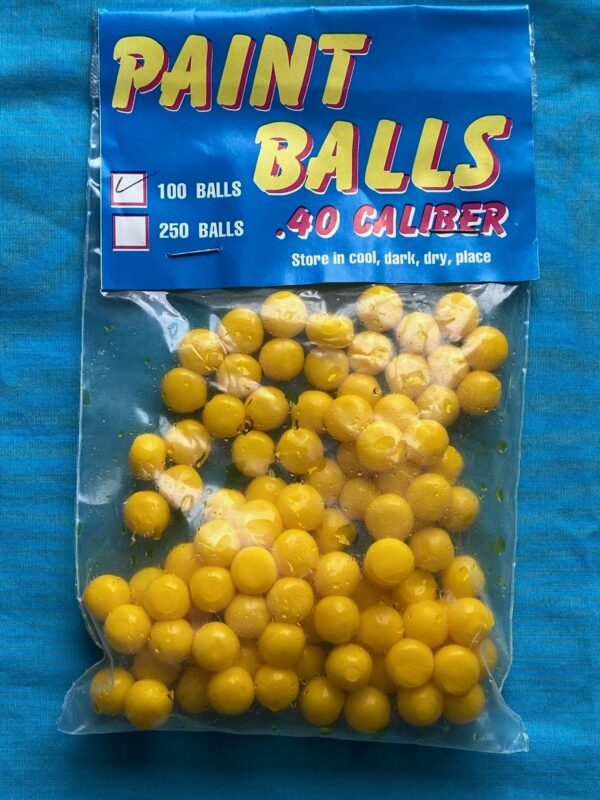 PAINT
BALLS
100 BALLS
250 BALLS
.40 CALIBER
Store in cool, dark, dry, place